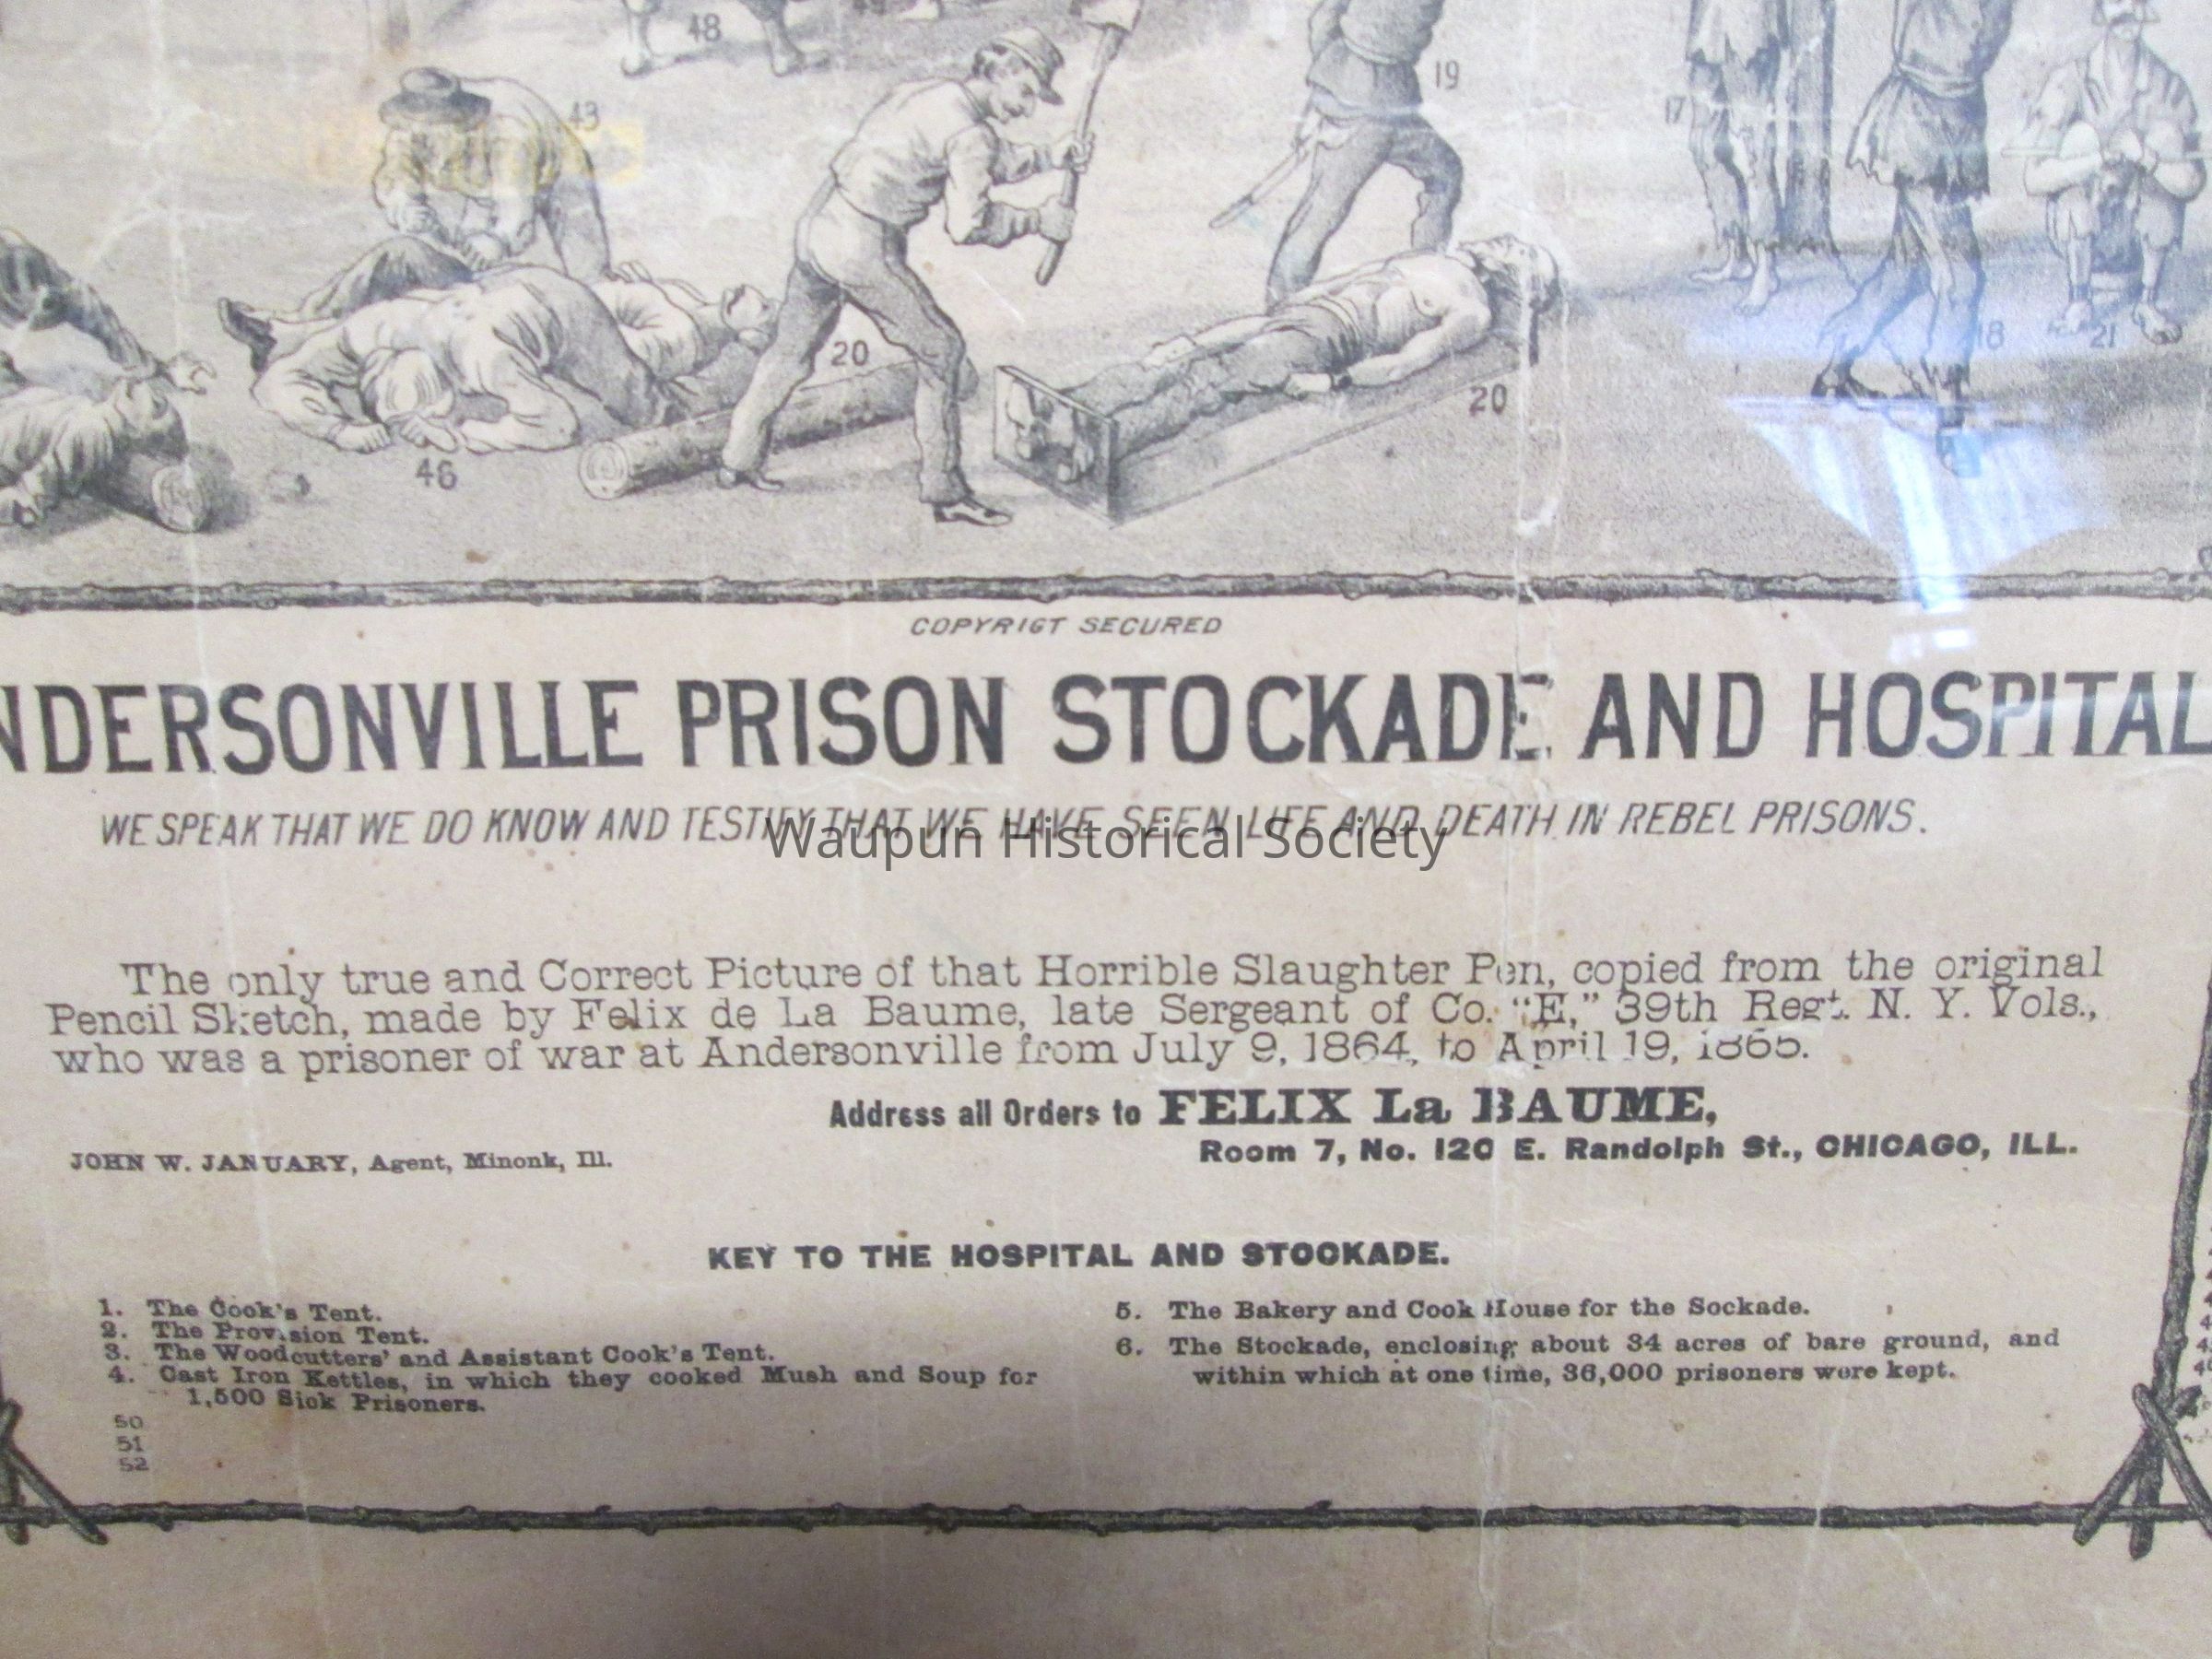 48
43
19
17
20
18
21
20
46
COPYRIGT SECURED
NDERSONVILLE PRISON STOCKADE AND HOSPITAL
WE SPEAK THAT WE DO KNOW AND TESTIFY THAT WE HAVE SEEN LIFE AND DEATH IN REBEL PRISONS.
Waupun Historical Society
The only true and Correct Picture of that Horrible Slaughter Pen, copied from the original
Pencil Sketch, made by Felix de La Baume, late Sergeant of Co. "E," 39th Regt. N. Y. Vols.,
who was a prisoner of war at Andersonville from July 9, 1864, to April 19, 1865.
Address all Orders to FELIX La BAUME,
JOHN W. JANUARY, Agent, Minonk, Ill.
Room 7, No. 120 E. Randolph St., CHICAGO, ILL.
KEY TO THE HOSPITAL AND STOCKADE.
1. The Cook's Tent.
2. The Provision Tent.
3. The Woodcutters' and Assistant Cook's Tent.
4. Cast Iron Kettles, in which they cooked Mush and Soup for
1,500 Sick Prisoners.
50
51
52
5. The Bakery and Cook House for the Sockade.
6. The Stockade, enclosing about 34 acres of bare ground, and
within which at one time, 36,000 prisoners were kept.